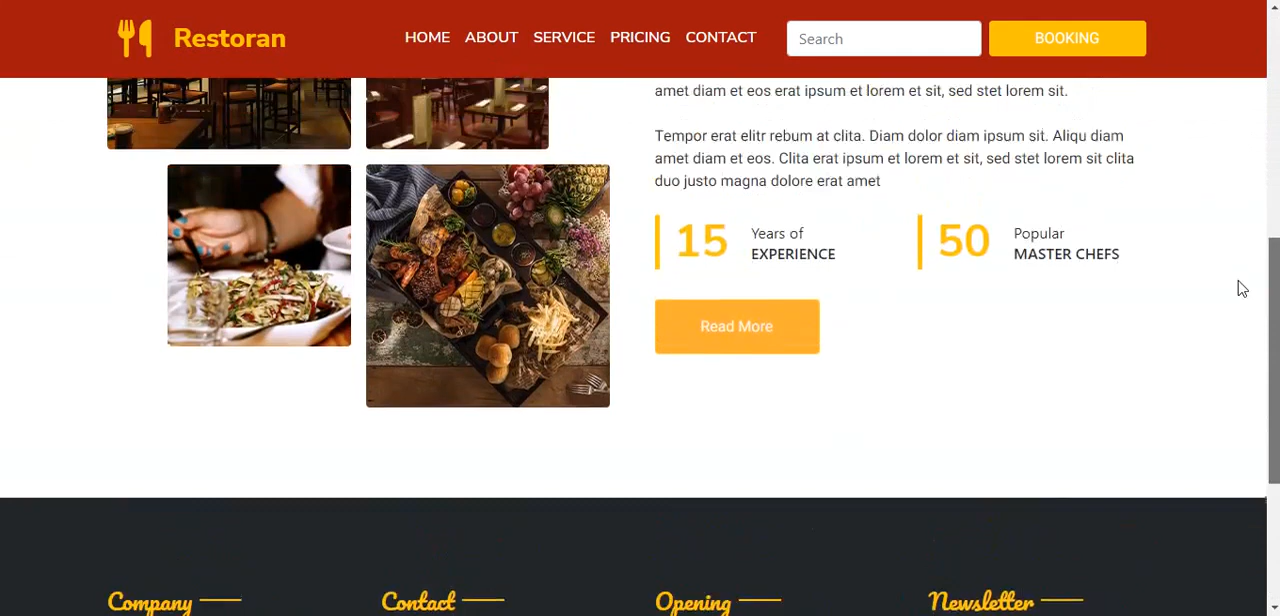 Restoran
HOME ABOUT SERVICE PRICING CONTACT
Search
BOOKING
amet diam et eos erat ipsum et lorem et sit, sed stet lorem sit.
Tempor erat elitr rebum at clita. Diam dolor diam ipsum sit. Aliqu diam
amet diam et eos. Clita erat ipsum et lorem et sit, sed stet lorem sit clita
duo justo magna dolore erat amet
15 Years of
EXPERIENCE
50 Popular
MASTER CHEFS
Read More
Company
Contact
Opening
Newsletter